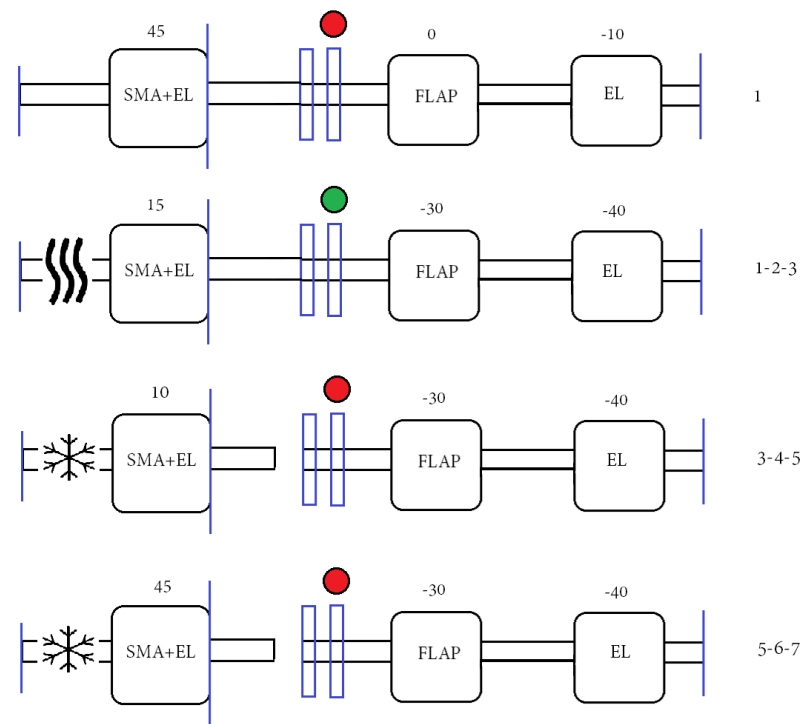 45 0 -10
SMA+EL FLAP EL 1
15 -30 -40
SMA+EL FLAP EL 1-2-3
10 -30 -40
SMA+EL FLAP EL 3-4-5
45 -30 -40
SMA+EL FLAP EL 5-6-7